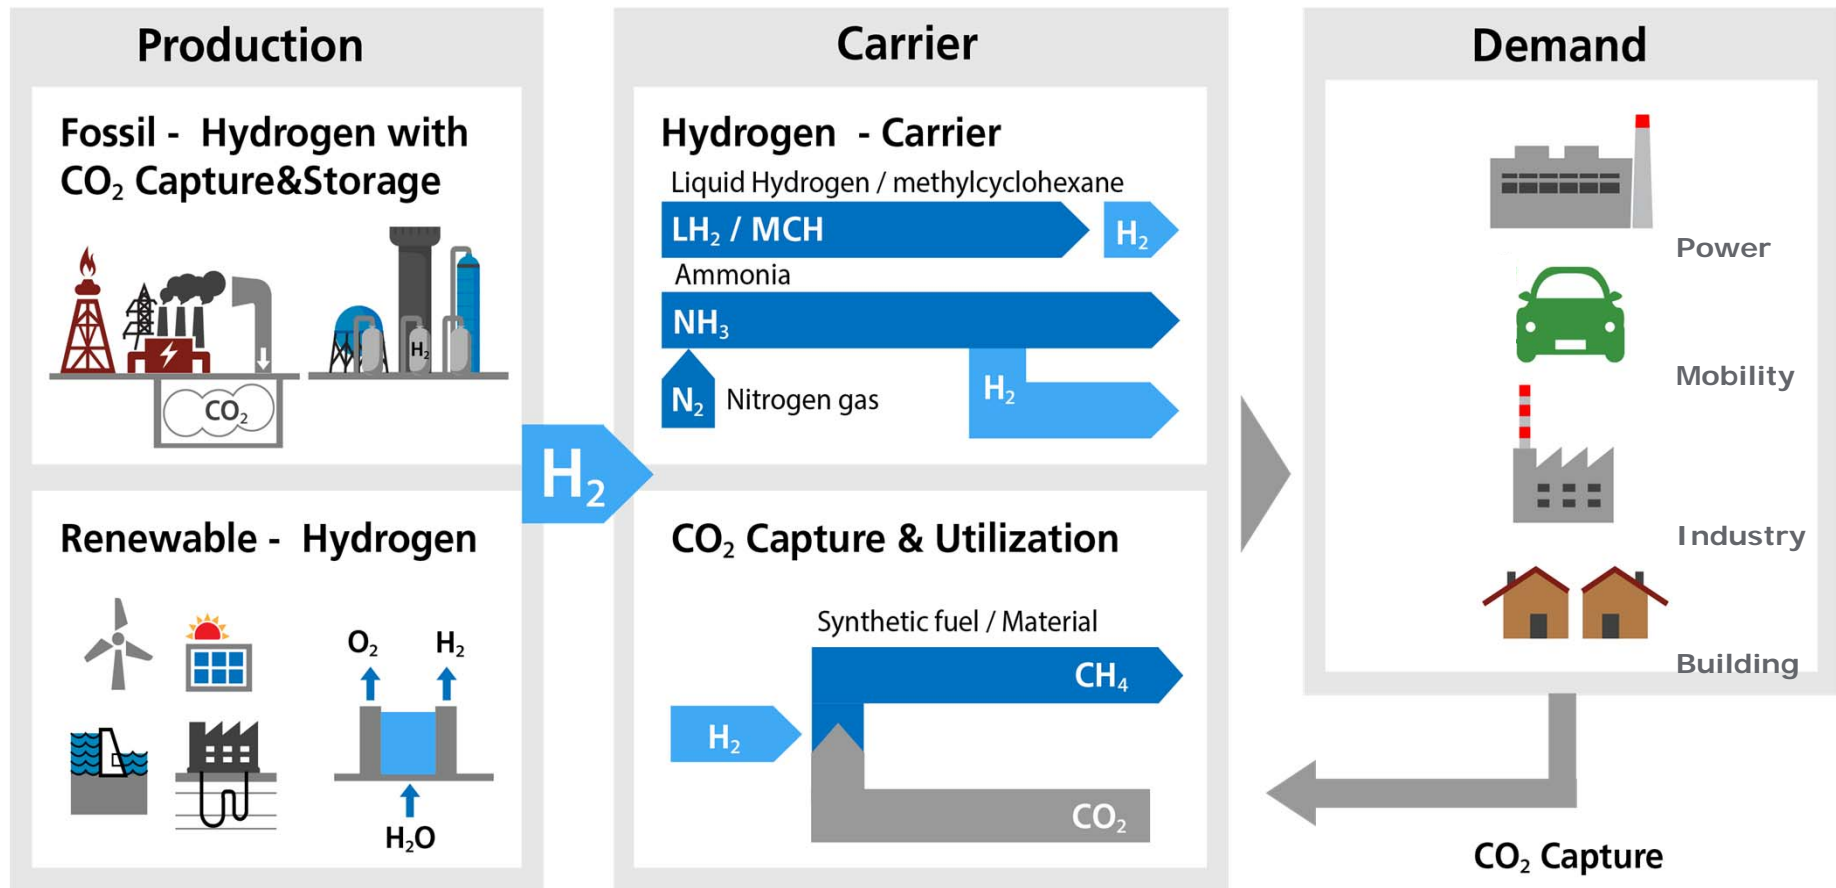 Production
Fossil - Hydrogen with
CO₂ Capture&Storage
H₂
CO₂
Renewable - Hydrogen
O₂
H₂
H₂O
H₂
Carrier
Hydrogen - Carrier
Liquid Hydrogen / methylcyclohexane
LH₂ / MCH
H₂
Ammonia
NH₃
N₂
Nitrogen gas
H₂
CO₂ Capture & Utilization
Synthetic fuel / Material
CH₄
H₂
CO₂
Demand
Power
Mobility
Industry
Building
CO₂ Capture